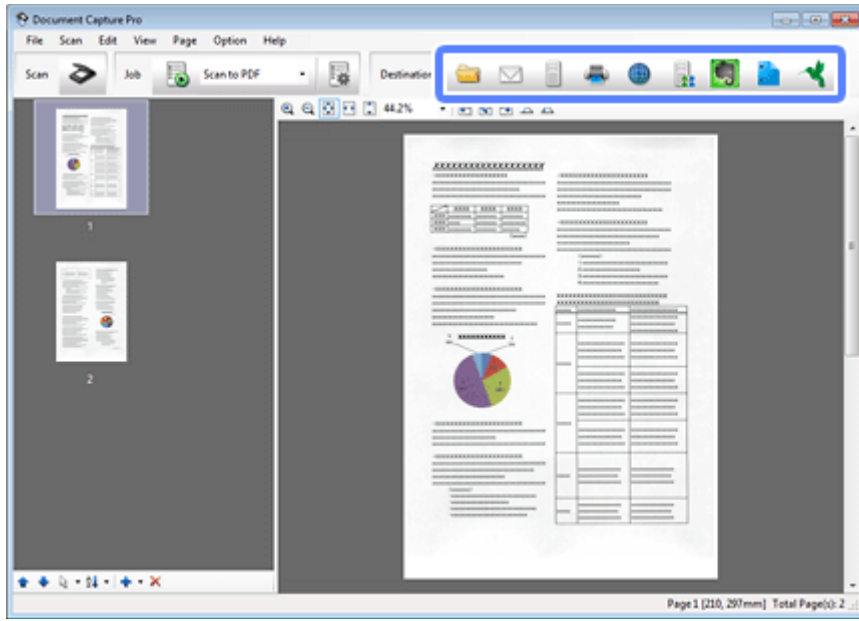 Document Capture Pro
File Scan Edit View Page Option Help
Scan Job Scan to PDF Destination
44.2%
1
2
Page 1 [210, 297mm] Total Page(s): 2